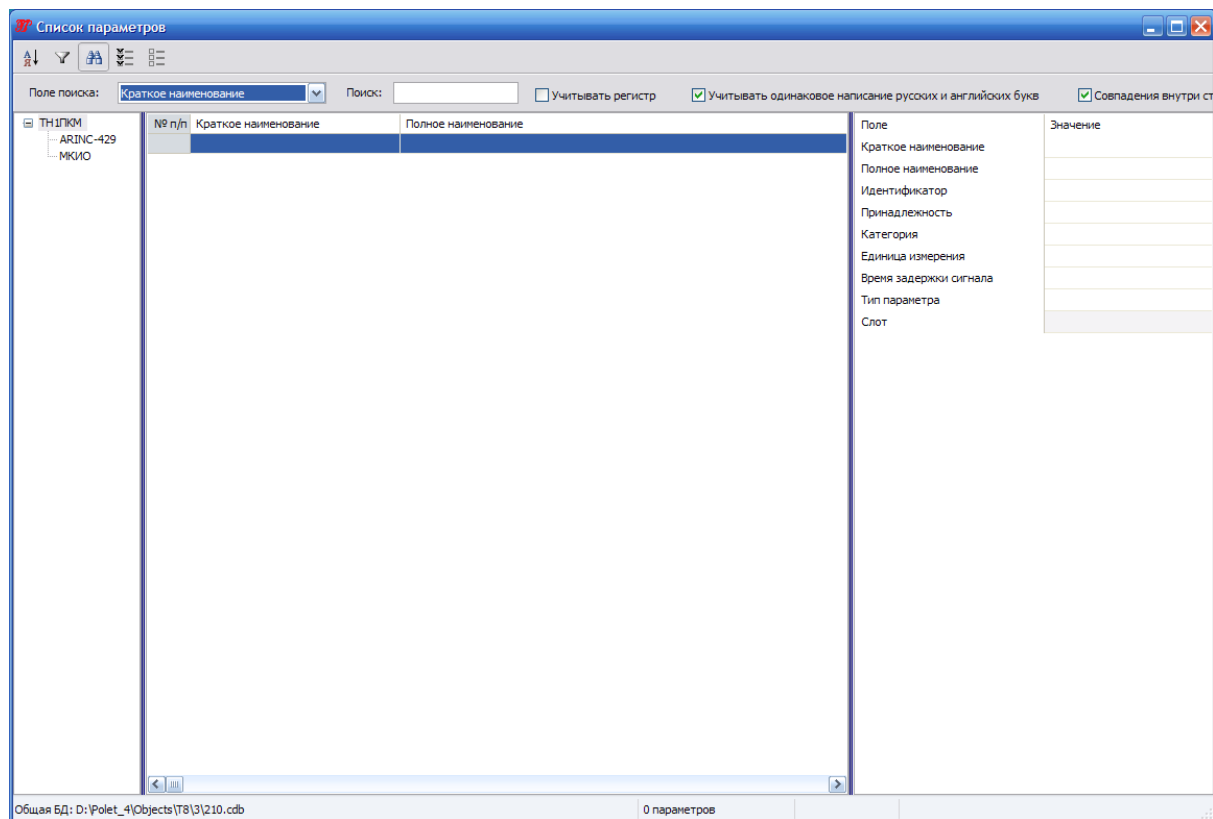 Список параметров
Поле поиска: Краткое наименование Поиск: Учитывать регистр Учитывать одинаковое написание русских и английских букв Совпадения внутри ст
ТН1ПКМ
ARINC-429
МКИО
№ п/п Краткое наименование Полное наименование
Поле Значение
Краткое наименование
Полное наименование
Идентификатор
Принадлежность
Категория
Единица измерения
Время задержки сигнала
Тип параметра
Слот
Общая БД: D:\Polet_4\Objects\T8\3\210.cdb 0 параметров